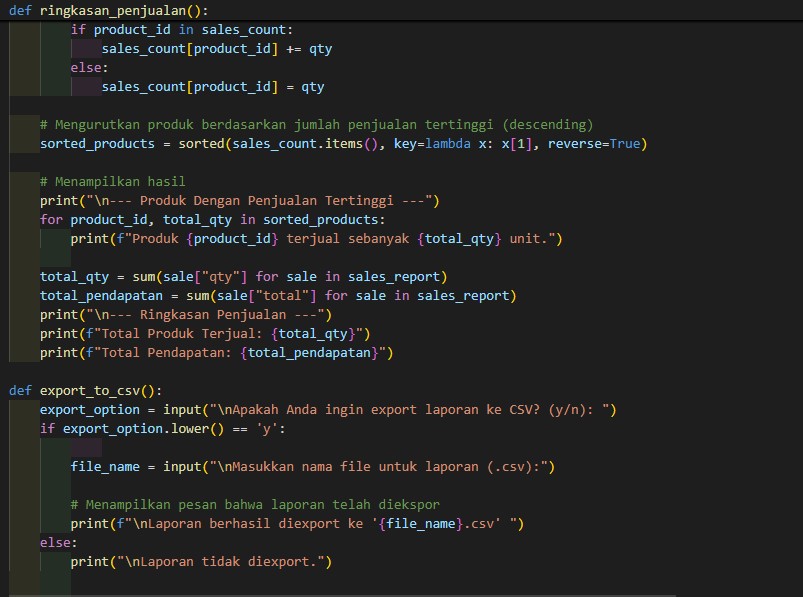 def ringkasan_penjualan():
            if product_id in sales_count:
                sales_count[product_id] += qty
            else:
                sales_count[product_id] = qty

    # Mengurutkan produk berdasarkan jumlah penjualan tertinggi (descending)
    sorted_products = sorted(sales_count.items(), key=lambda x: x[1], reverse=True)

    # Menampilkan hasil
    print("\n--- Produk Dengan Penjualan Tertinggi ---")
    for product_id, total_qty in sorted_products:
        print(f"Produk {product_id} terjual sebanyak {total_qty} unit.")

    total_qty = sum(sale["qty"] for sale in sales_report)
    total_pendapatan = sum(sale["total"] for sale in sales_report)
    print("\n--- Ringkasan Penjualan ---")
    print(f"Total Produk Terjual: {total_qty}")
    print(f"Total Pendapatan: {total_pendapatan}")

def export_to_csv():
    export_option = input("\nApakah Anda ingin export laporan ke CSV? (y/n): ")
    if export_option.lower() == 'y':

        file_name = input("\nMasukkan nama file untuk laporan (.csv):")

        # Menampilkan pesan bahwa laporan telah diekspor
        print(f"\nLaporan berhasil diexport ke '{file_name}.csv' ")
    else:
        print("\nLaporan tidak diexport.")